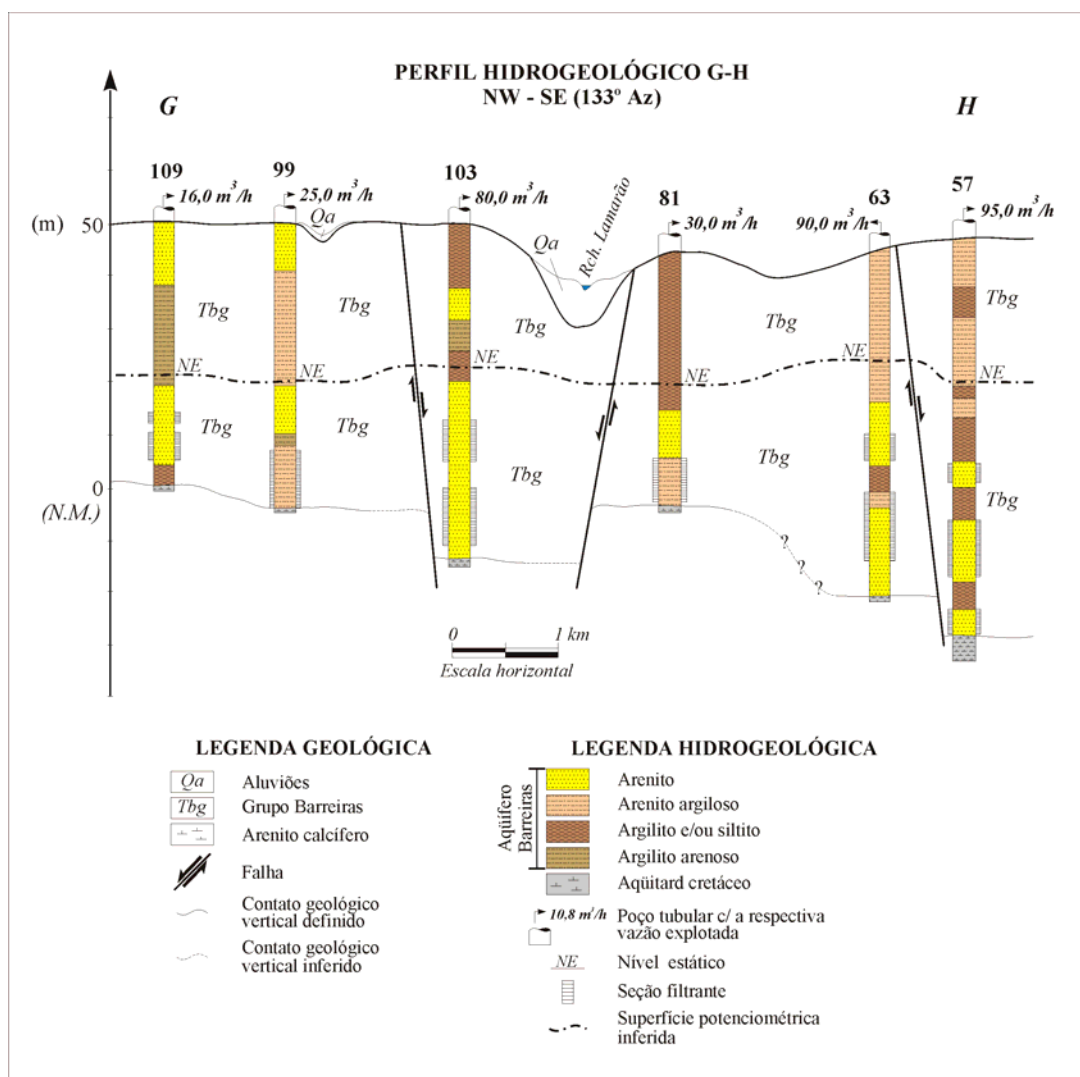 PERFIL HIDROGEOLÓGICO G-H
NW - SE (133º Az)
G
H
109
16,0 m³/h
99
25,0 m³/h
103
80,0 m³/h
81
30,0 m³/h
63
90,0 m³/h
57
95,0 m³/h
(m)
50
Qa
Qa
Rch. Lamarão
Tbg
Tbg
Tbg
Tbg
Tbg
NE
NE
NE
NE
NE
NE
Tbg
Tbg
Tbg
Tbg
Tbg
0
(N.M.)
? ? ?
0 1 km
Escala horizontal
LEGENDA GEOLÓGICA
Qa Aluviões
Tbg Grupo Barreiras
Arenito calcífero
Falha
Contato geológico
vertical definido
Contato geológico
vertical inferido
LEGENDA HIDROGEOLÓGICA
Aqüífero
Barreiras
Arenito
Arenito argiloso
Argilito e/ou siltito
Argilito arenoso
Aqüitard cretáceo
10,8 m³/h Poço tubular c/ a respectiva
vazão explotada
NE Nível estático
Seção filtrante
Superfície potenciométrica
inferida